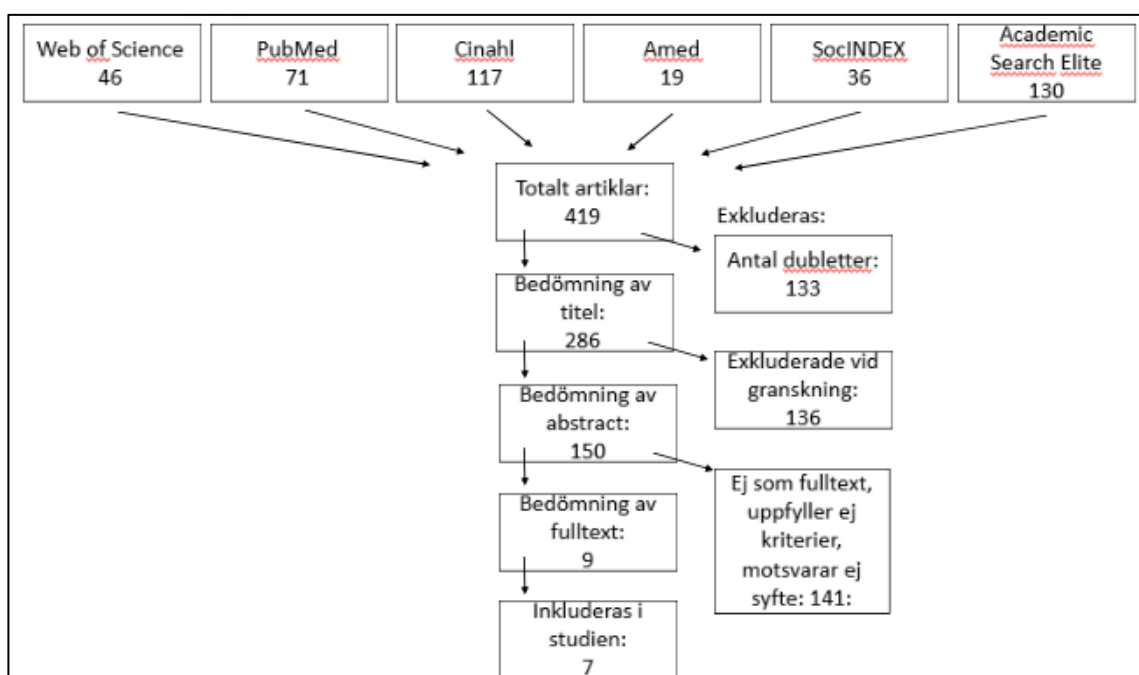 Web of Science
46
PubMed
71
Cinahl
117
Amed
19
SocINDEX
36
Academic
Search Elite
130
Totalt artiklar:
419
Exkluderas:
Antal dubletter:
133
Bedömning av
titel:
286
Exkluderade vid
granskning:
136
Bedömning av
abstract:
150
Ej som fulltext,
uppfyller ej
kriterier,
motsvarar ej
syfte: 141:
Bedömning av
fulltext:
9
Inkluderas i
studien:
7